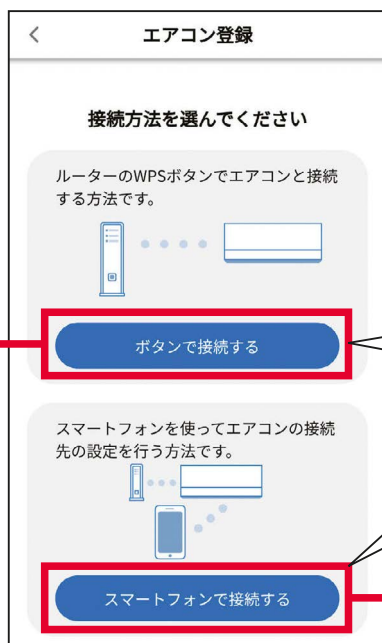 エアコン登録
接続方法を選んでください
ルーターのWPSボタンでエアコンと接続
する方法です。
ボタンで接続する
スマートフォンを使ってエアコンの接続
先の設定を行う方法です。
スマートフォンで接続する